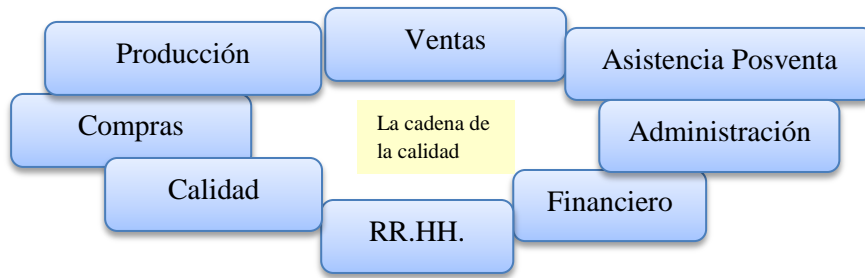 Ventas
Producción
Asistencia Posventa
Compras
La cadena de
la calidad
Administración
Calidad
Financiero
RR.HH.